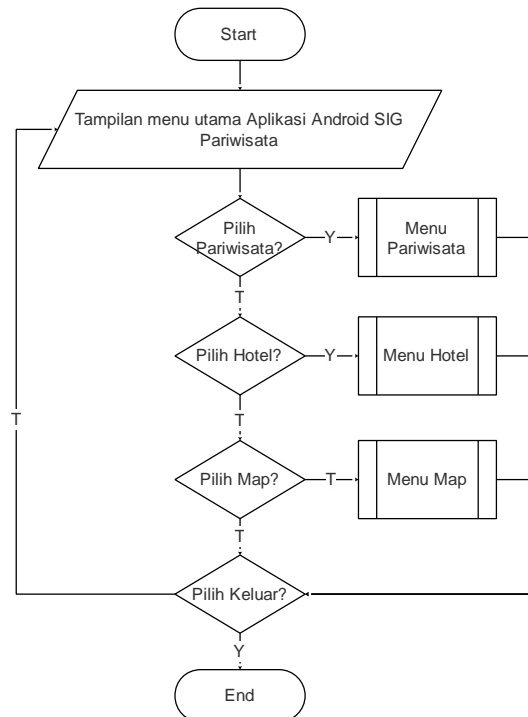 Start
Tampilan menu utama Aplikasi Android SIG
Pariwisata
Pilih
Pariwisata?
Y
Menu
Pariwisata
T
Pilih Hotel?
Y
Menu Hotel
T
T
Pilih Map?
T
Menu Map
T
Pilih Keluar?
Y
End